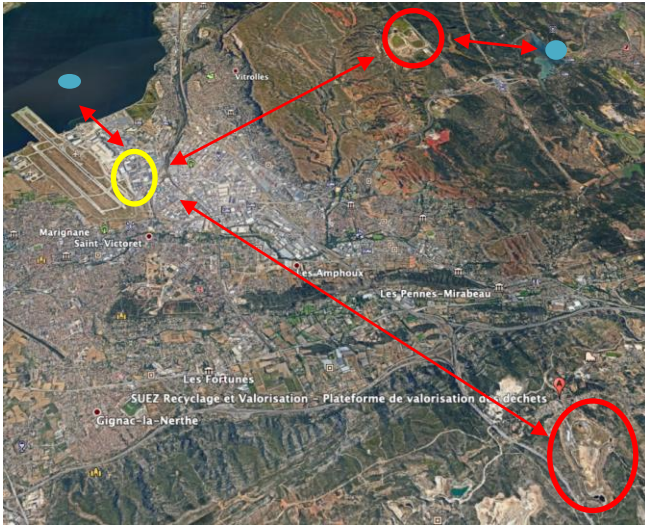 Vitrolles
Marignane
Saint-Victoret
Les Amphoux
Les Pennes-Mirabeau
Les Fortunes
SUEZ Recyclage et Valorisation - Plateforme de valorisation des déchets
Gignac-la-Nerthe